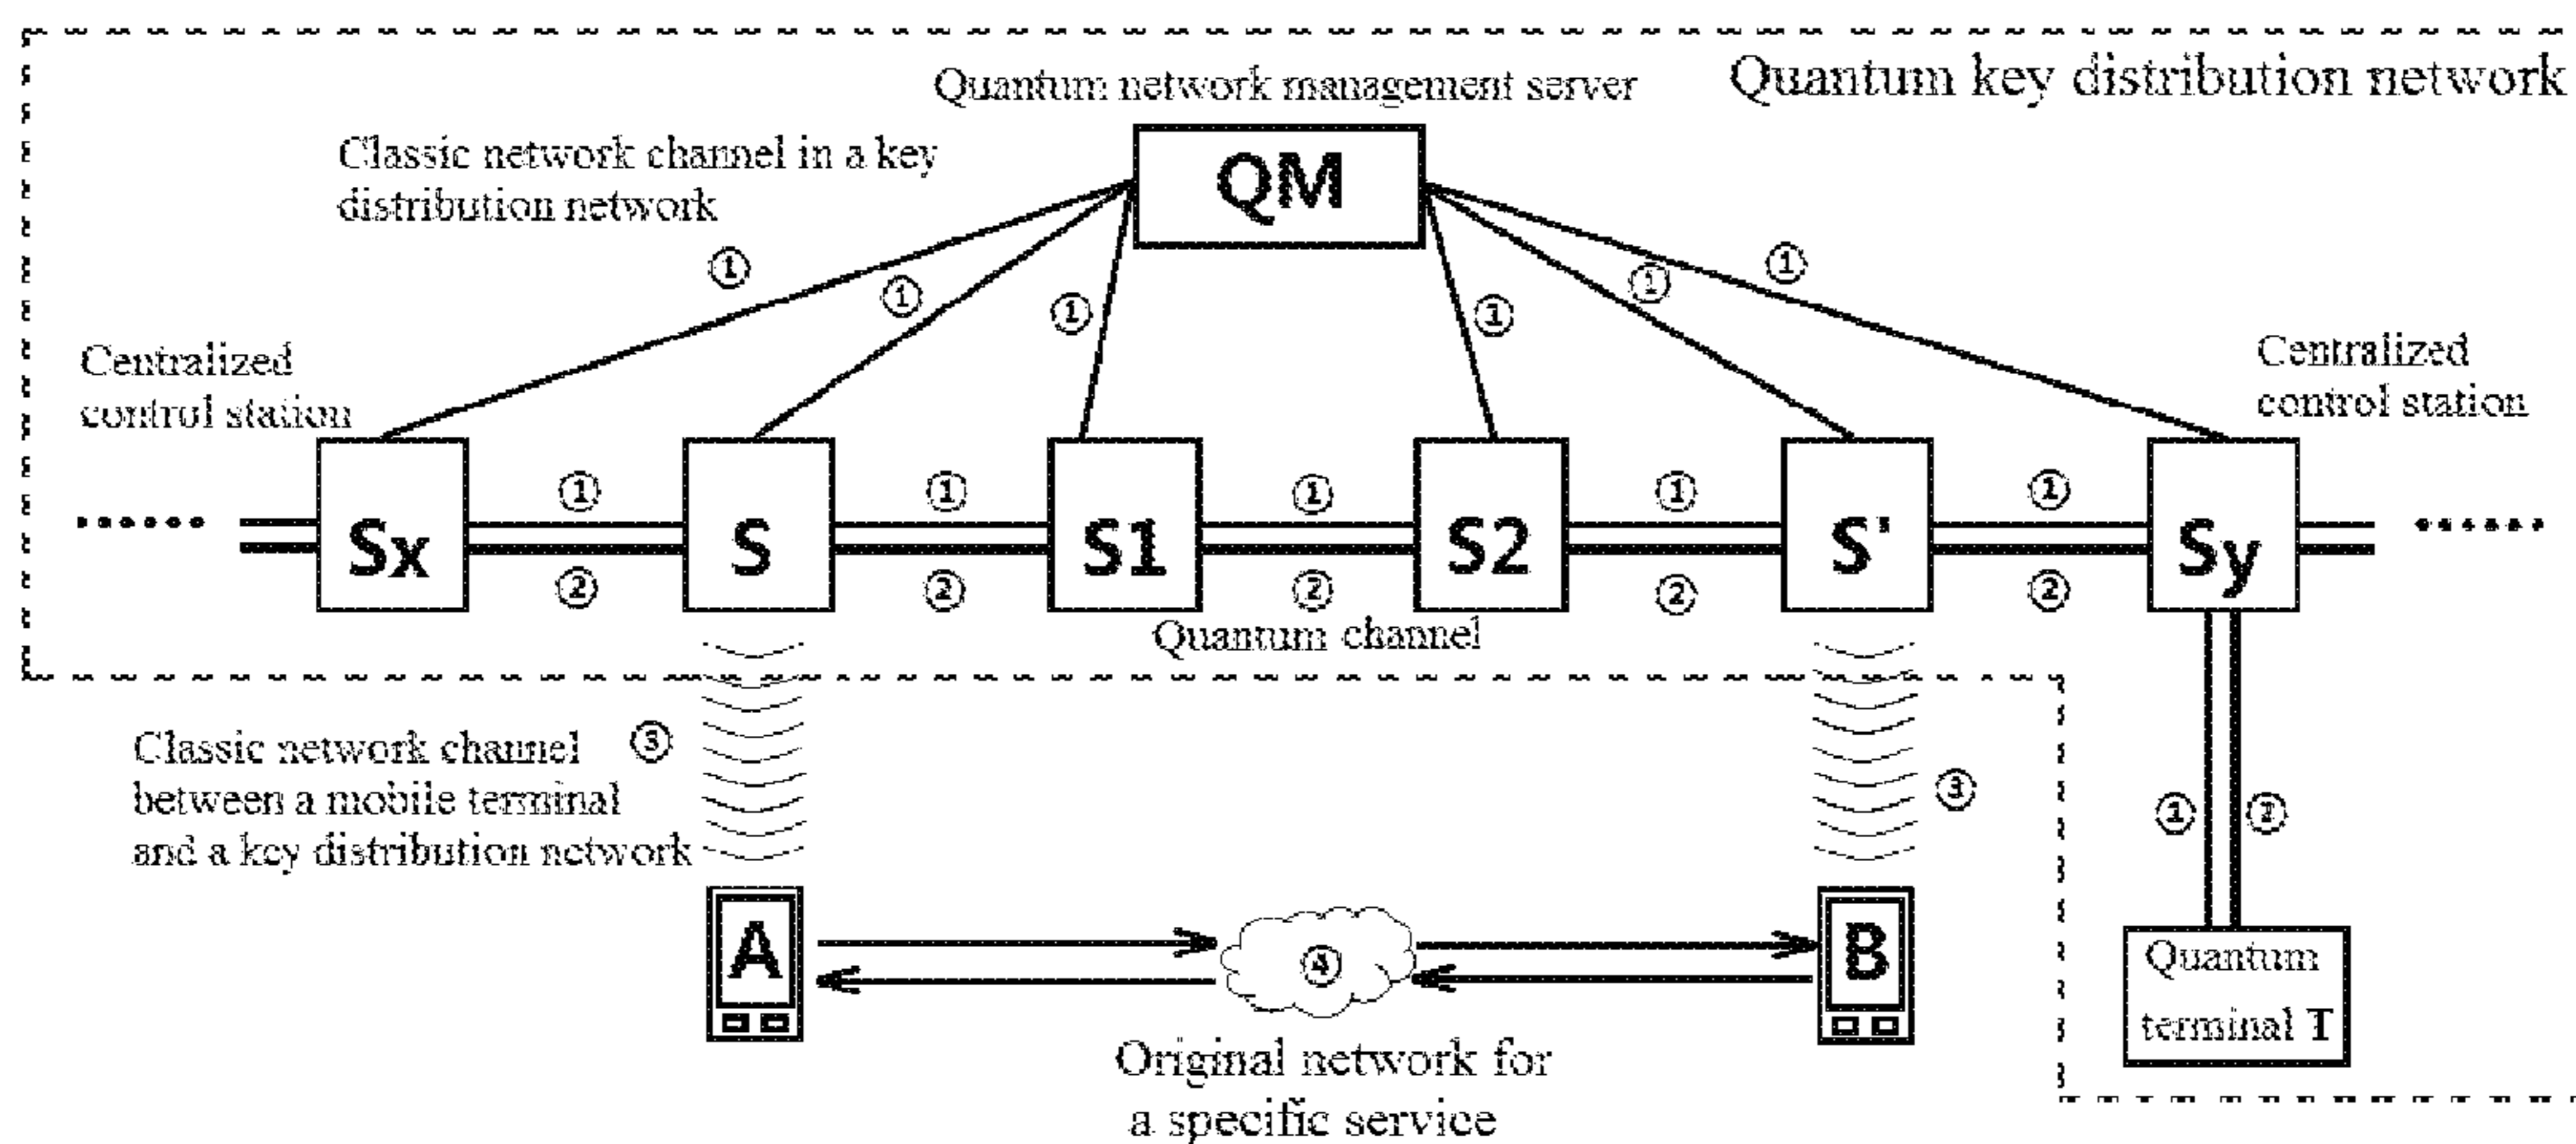 Quantum key distribution network
Quantum network management server
QM
Classic network channel in a key
distribution network
① ① ① ① ① ①
Centralized
control station
Centralized
control station
① ① ① ① ①
Sx S S1 S2 S' Sy
② ② ② ② ②
Quantum channel
Classic network channel ③
between a mobile terminal
and a key distribution network
③
① ②
A ④ B
Quantum
terminal T
Original network for
a specific service